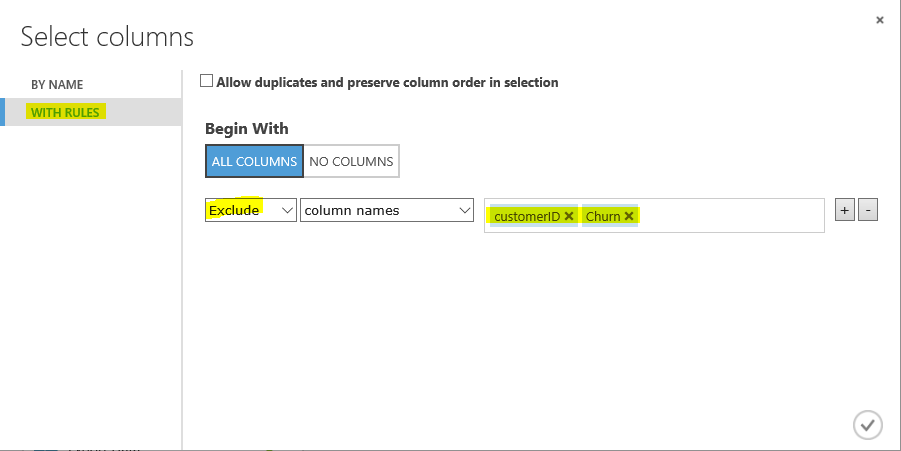 Select columns
BY NAME
WITH RULES
Allow duplicates and preserve column order in selection
Begin With
ALL COLUMNS NO COLUMNS
Exclude column names customerID × Churn × + -